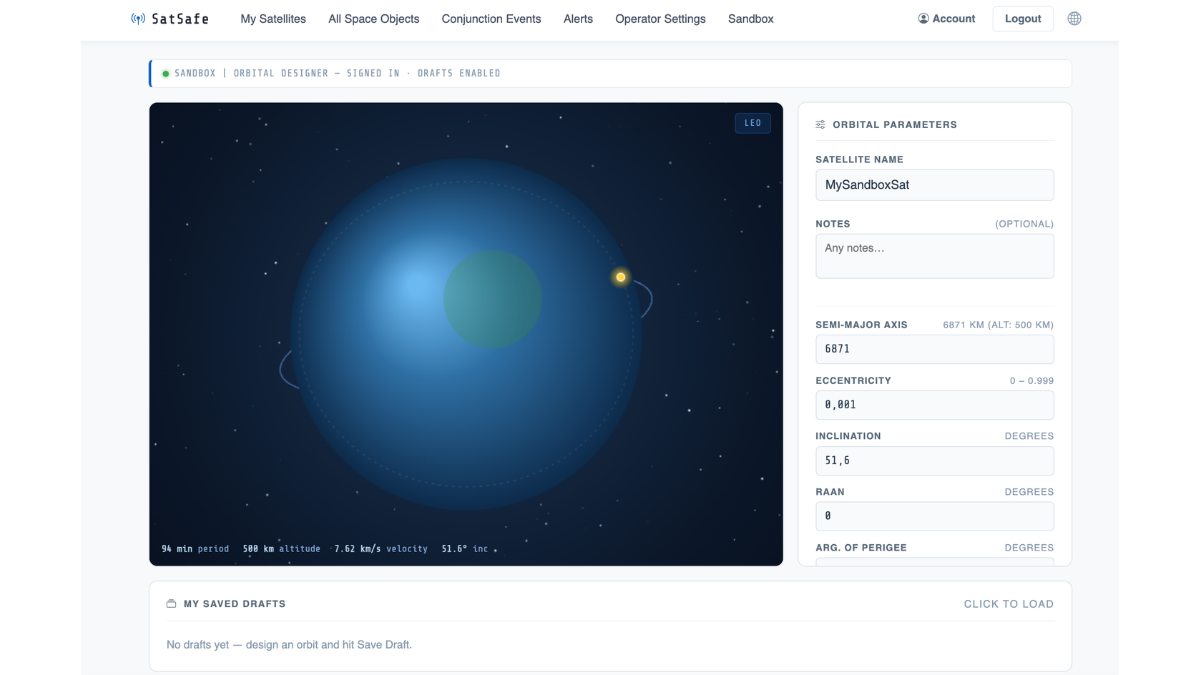 SatSafe My Satellites All Space Objects Conjunction Events Alerts Operator Settings Sandbox Account Logout
SANDBOX | ORBITAL DESIGNER — SIGNED IN · DRAFTS ENABLED
LEO
94 min period 500 km altitude 7.62 km/s velocity 51.6° inc
ORBITAL PARAMETERS
SATELLITE NAME
MySandboxSat
NOTES (OPTIONAL)
Any notes...
SEMI-MAJOR AXIS 6871 KM (ALT: 500 KM)
6871
ECCENTRICITY 0 – 0.999
0,001
INCLINATION DEGREES
51,6
RAAN DEGREES
0
ARG. OF PERIGEE DEGREES
MY SAVED DRAFTS CLICK TO LOAD
No drafts yet — design an orbit and hit Save Draft.